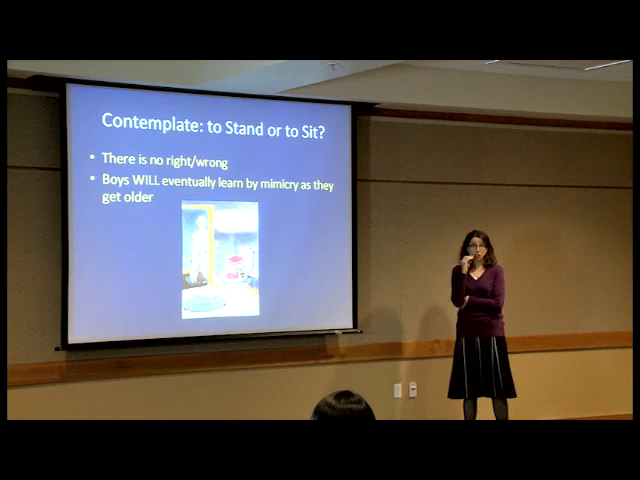 Contemplate: to Stand or to Sit?
• There is no right/wrong
• Boys WILL eventually learn by mimicry as they
get older